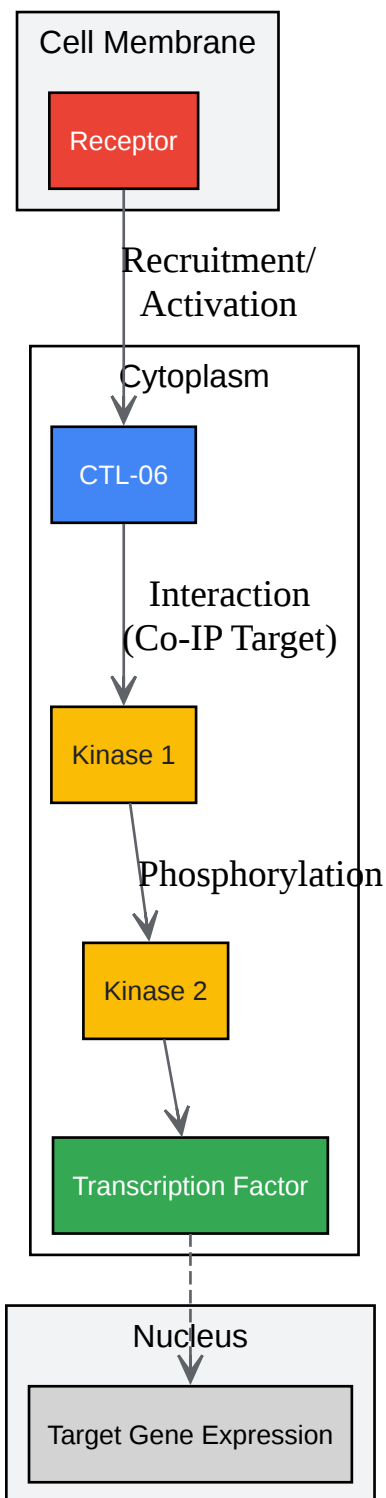 Cell Membrane
Receptor
Recruitment/
Activation
Cytoplasm
CTL-06
Interaction
(Co-IP Target)
Kinase 1
Phosphorylation
Kinase 2
Transcription Factor
Nucleus
Target Gene Expression